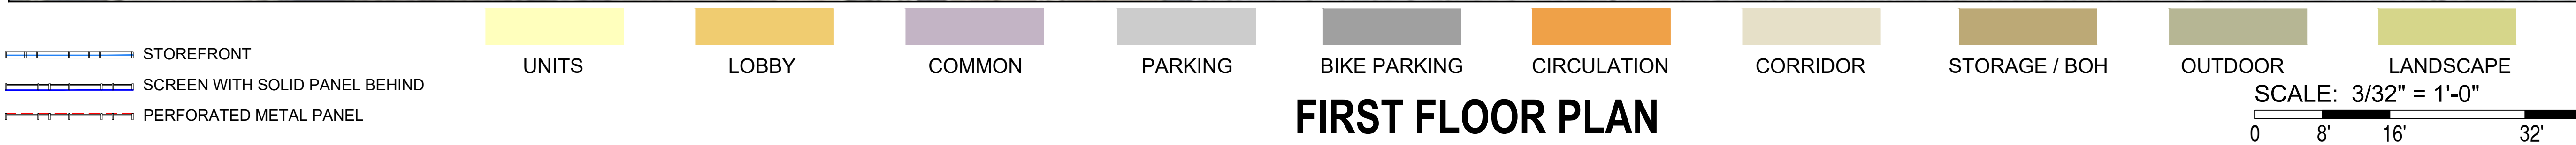 STOREFRONT
SCREEN WITH SOLID PANEL BEHIND
PERFORATED METAL PANEL
UNITS
LOBBY
COMMON
PARKING
BIKE PARKING
CIRCULATION
CORRIDOR
STORAGE / BOH
OUTDOOR
LANDSCAPE
FIRST FLOOR PLAN
SCALE: 3/32" = 1'-0"
0 8' 16' 32'